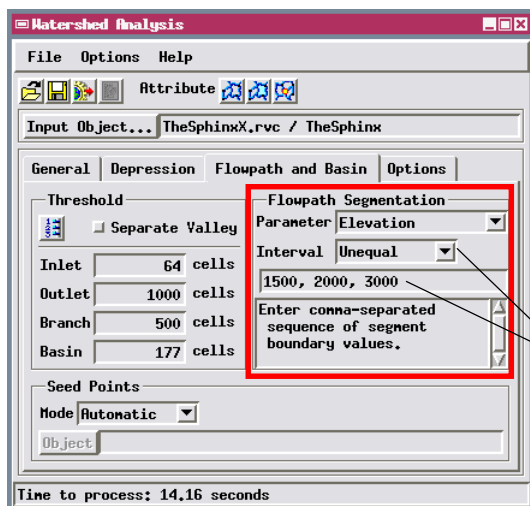 Watershed Analysis
File Options Help
Attribute
Input Object... TheSphinxX.rvc / TheSphinx
General Depression Flowpath and Basin Options
Threshold
Separate Valley
Inlet 64 cells
Outlet 1000 cells
Branch 500 cells
Basin 177 cells
Flowpath Segmentation
Parameter Elevation
Interval Unequal
1500, 2000, 3000
Enter comma-separated
sequence of segment
boundary values.
Seed Points
Mode Automatic
Object
Time to process: 14.16 seconds